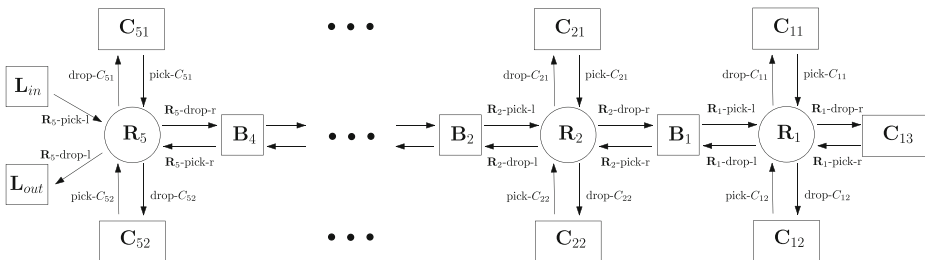 C₅₁ • • • C₂₁ C₁₁
L_in drop-C₅₁ pick-C₅₁ drop-C₂₁ pick-C₂₁ drop-C₁₁ pick-C₁₁
R₅-pick-l R₅-drop-r R₂-pick-l R₂-drop-r R₁-pick-l R₁-drop-r
R₅ B₄ • • • B₂ R₂ B₁ R₁ C₁₃
R₅-drop-l R₅-pick-r R₂-drop-l R₂-pick-r R₁-drop-l R₁-pick-r
L_out pick-C₅₂ drop-C₅₂ pick-C₂₂ drop-C₂₂ pick-C₁₂ drop-C₁₂
C₅₂ • • • C₂₂ C₁₂